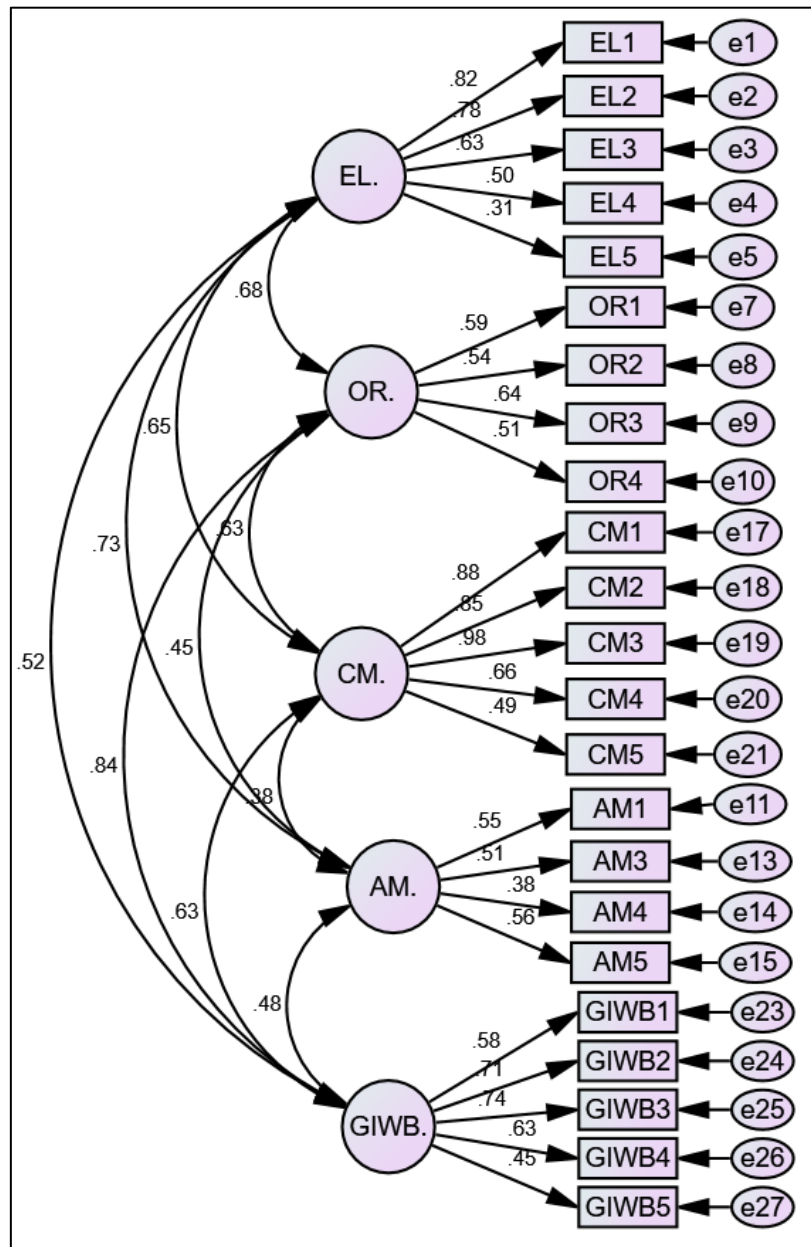 EL1 e1
.82
EL2 e2
.78
.63
EL3 e3
EL.
.50
EL4 e4
.31
EL5 e5
.68
OR1 e7
.59
.54
OR2 e8
OR.
.64
OR3 e9
.51
OR4 e10
.65
.63
CM1 e17
.73
.88
CM2 e18
.85
.98
CM3 e19
.45
.52
CM.
.66
CM4 e20
.49
CM5 e21
.84
.38
AM1 e11
.55
.51
AM3 e13
AM.
.38
AM4 e14
.63
.56
AM5 e15
.48
GIWB1 e23
.58
.71
GIWB2 e24
.74
GIWB3 e25
GIWB.
.63
GIWB4 e26
.45
GIWB5 e27